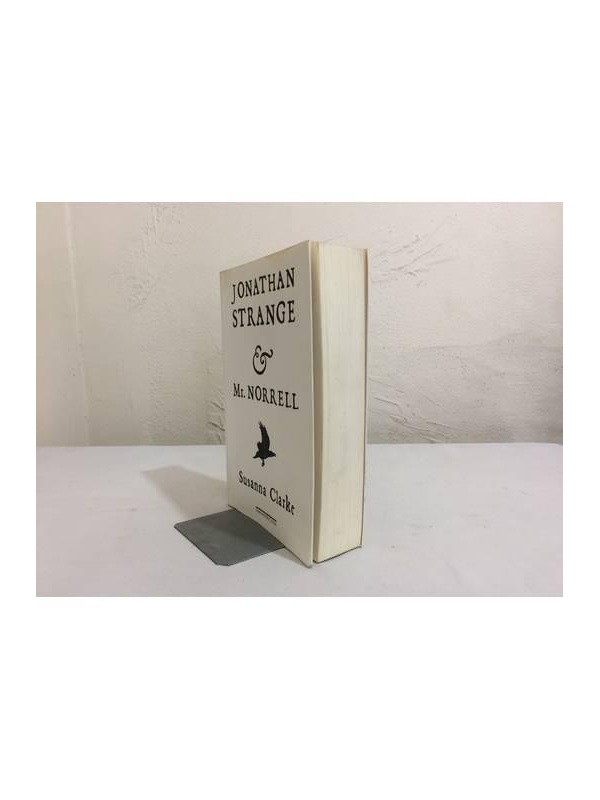 JONATHAN
STRANGE
&
Mr. NORRELL
Susanna Clarke